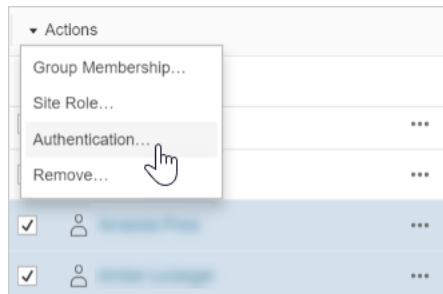 Actions
Group Membership...
Site Role...
Authentication...
Remove...